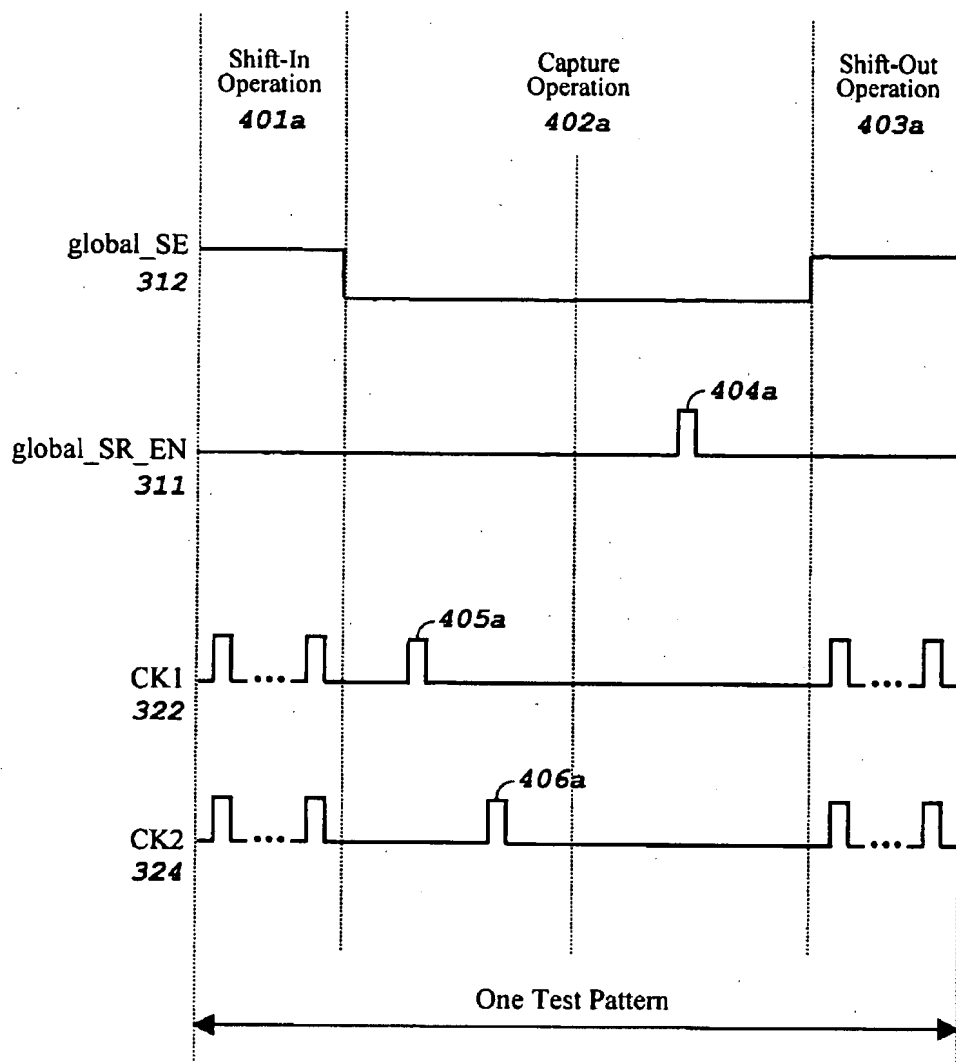 Shift-In
Operation
401a
Capture
Operation
402a
Shift-Out
Operation
403a
global_SE
312
404a
global_SR_EN
311
405a
CK1
322
406a
CK2
324
One Test Pattern